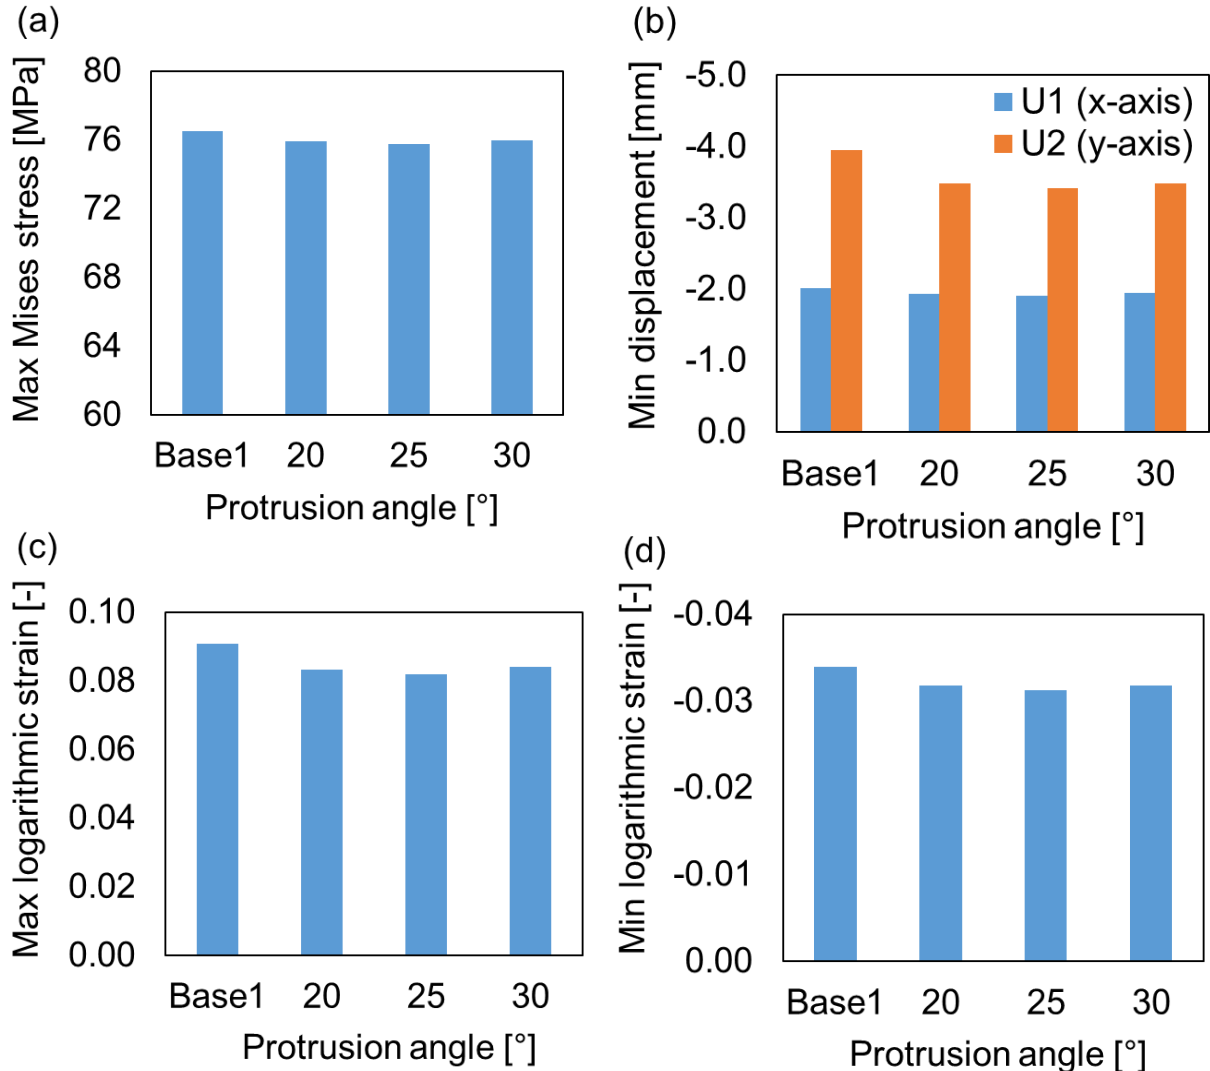 (a)
Max Mises stress [MPa]
80
76
72
68
64
60
Base1 20 25 30
Protrusion angle [°]
(b)
Min displacement [mm]
-5.0
-4.0
-3.0
-2.0
-1.0
0.0
U1 (x-axis)
U2 (y-axis)
Base1 20 25 30
Protrusion angle [°]
(c)
Max logarithmic strain [-]
0.10
0.08
0.06
0.04
0.02
0.00
Base1 20 25 30
Protrusion angle [°]
(d)
Min logarithmic strain [-]
-0.04
-0.03
-0.02
-0.01
0.00
Base1 20 25 30
Protrusion angle [°]